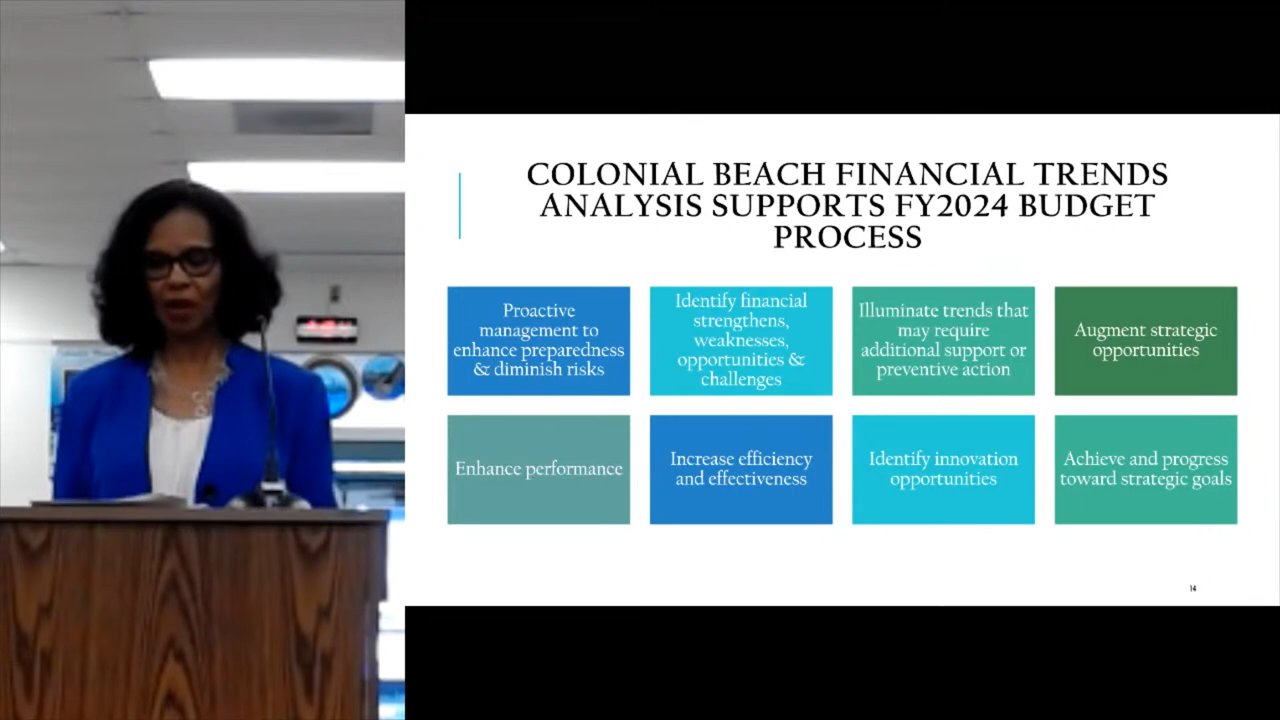 COLONIAL BEACH FINANCIAL TRENDS
ANALYSIS SUPPORTS FY2024 BUDGET
PROCESS
Proactive
management to
enhance preparedness
& diminish risks
Identify financial
strengthens,
weaknesses,
opportunities &
challenges
Illuminate trends that
may require
additional support or
preventive action
Augment strategic
opportunities
Enhance performance
Increase efficiency
and effectiveness
Identify innovation
opportunities
Achieve and progress
toward strategic goals
14